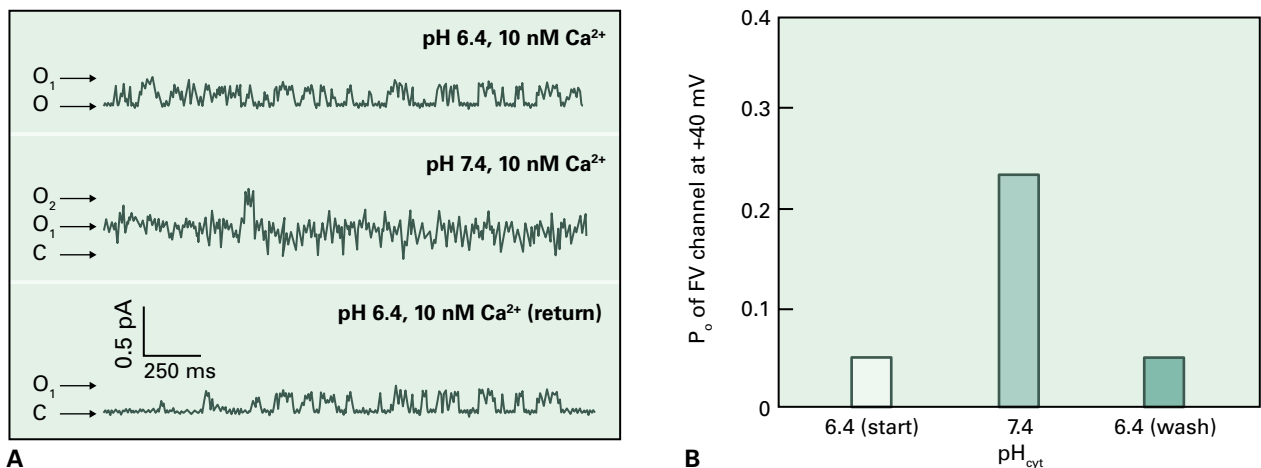 pH 6.4, 10 nM Ca²⁺
O₁
O
pH 7.4, 10 nM Ca²⁺
O₂
O₁
C
pH 6.4, 10 nM Ca²⁺ (return)
0.5 pA
250 ms
O₁
C
A
Pₒ of FV channel at +40 mV
0.4
0.3
0.2
0.1
0
6.4 (start)
7.4
6.4 (wash)
pH_cyt
B